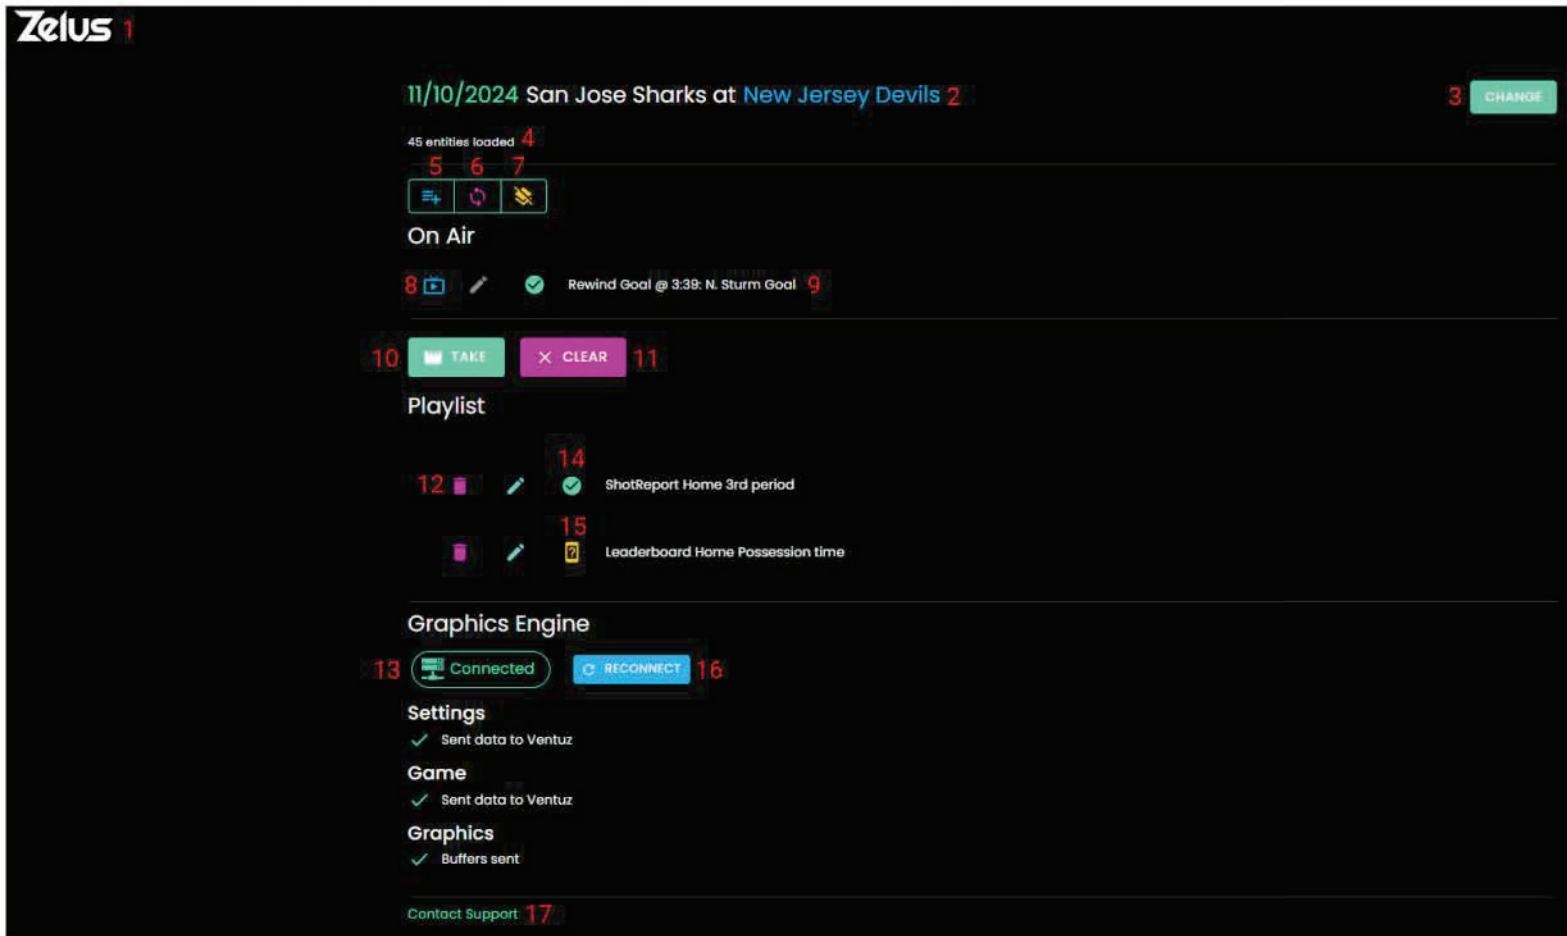 Zelus 1
11/10/2024 San Jose Sharks at New Jersey Devils 2
3 CHANGE
45 entities loaded 4
5 6 7
On Air
8 Rewind Goal @ 3:39: N. Sturm Goal 9
10 TAKE CLEAR 11
Playlist
14
12 ShotReport Home 3rd period
15
? Leaderboard Home Possession time
Graphics Engine
13 Connected RECONNECT 16
Settings
Sent data to Ventuz
Game
Sent data to Ventuz
Graphics
Buffers sent
Contact Support 17